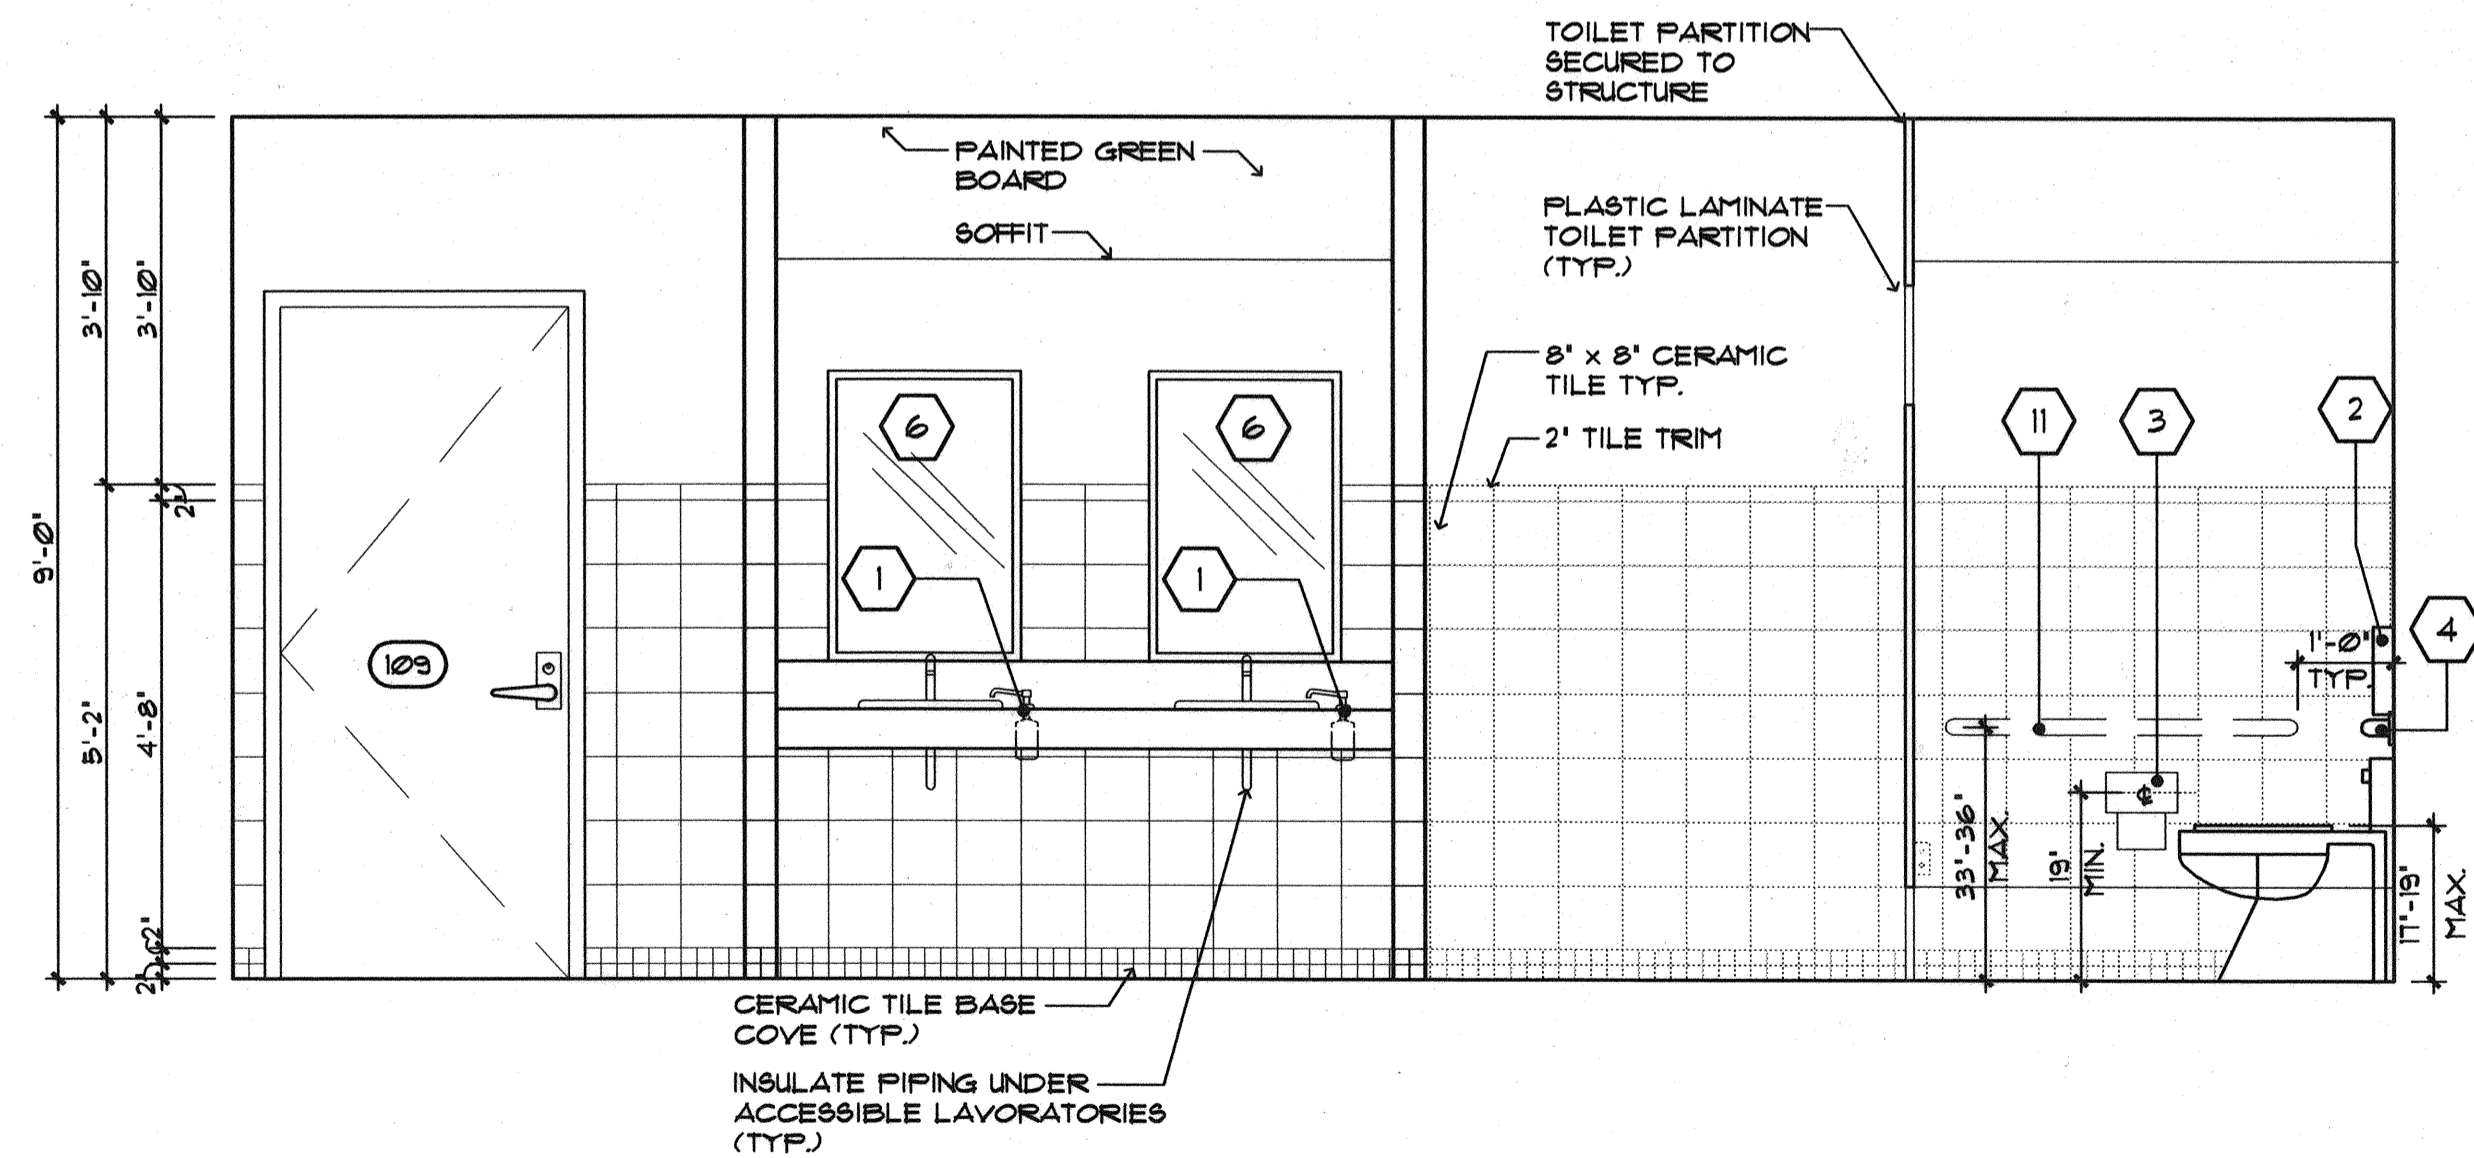 TOILET PARTITION
SECURED TO
STRUCTURE
PAINTED GREEN
BOARD
SOFFIT
PLASTIC LAMINATE
TOILET PARTITION
(TYP.)
8" x 8" CERAMIC
TILE TYP.
2" TILE TRIM
3'-10"
3'-10"
2"
9'-0"
5'-2"
4'-8"
2"
2"
109
6
6
1
1
11
3
2
4
1'-0"
TYP.
33"-36"
MAX.
19"
MIN.
17"-19"
MAX.
CERAMIC TILE BASE
COVE (TYP.)
INSULATE PIPING UNDER
ACCESSIBLE LAVORATORIES
(TYP.)